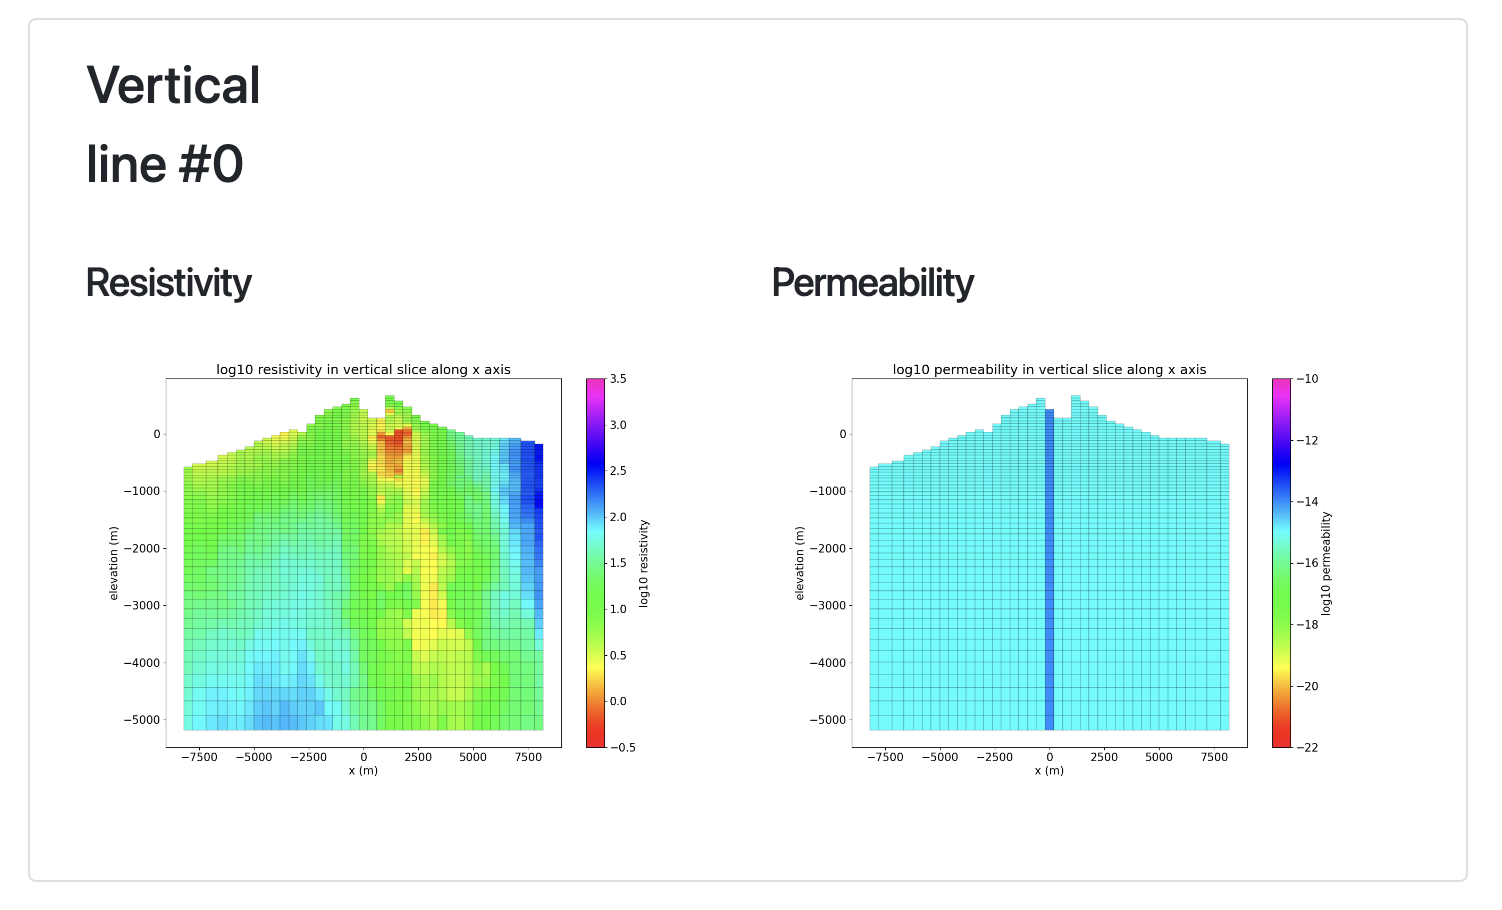 Vertical
line #0
Resistivity
Permeability
log10 resistivity in vertical slice along x axis
0
−1000
−2000
−3000
−4000
−5000
elevation (m)
−7500 −5000 −2500 0 2500 5000 7500
x (m)
3.5
3.0
2.5
2.0
1.5
1.0
0.5
0.0
−0.5
log10 resistivity
log10 permeability in vertical slice along x axis
0
−1000
−2000
−3000
−4000
−5000
elevation (m)
−7500 −5000 −2500 0 2500 5000 7500
x (m)
−10
−12
−14
−16
−18
−20
−22
log10 permeability